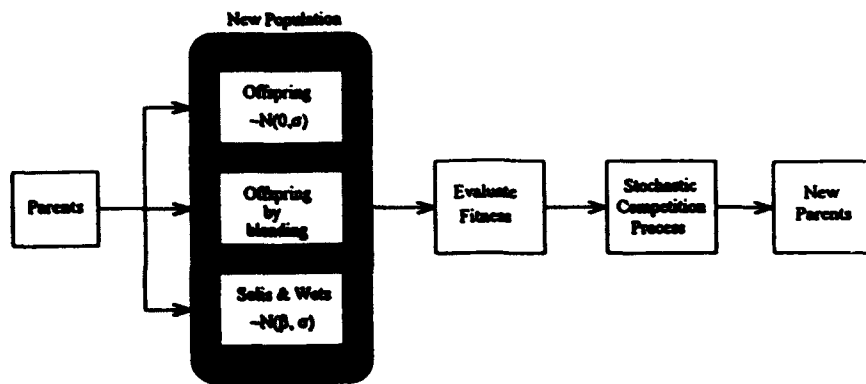 New Population
Offspring
~N(0,σ)
Parents
Offspring
by
blending
Solis & Wets
~N(β, σ)
Evaluate
Fitness
Stochastic
Competition
Process
New
Parents